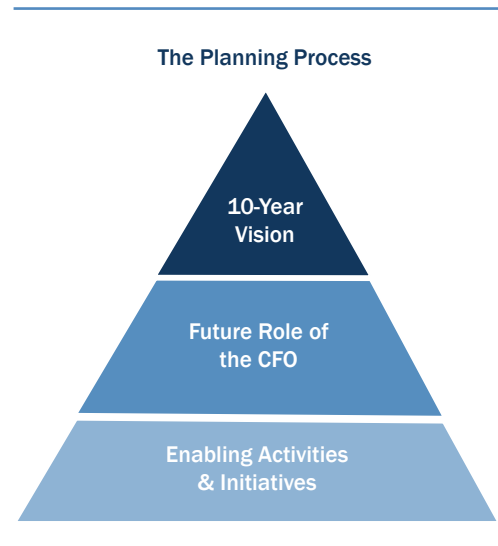 The Planning Process
10-Year
Vision
Future Role of
the CFO
Enabling Activities
& Initiatives